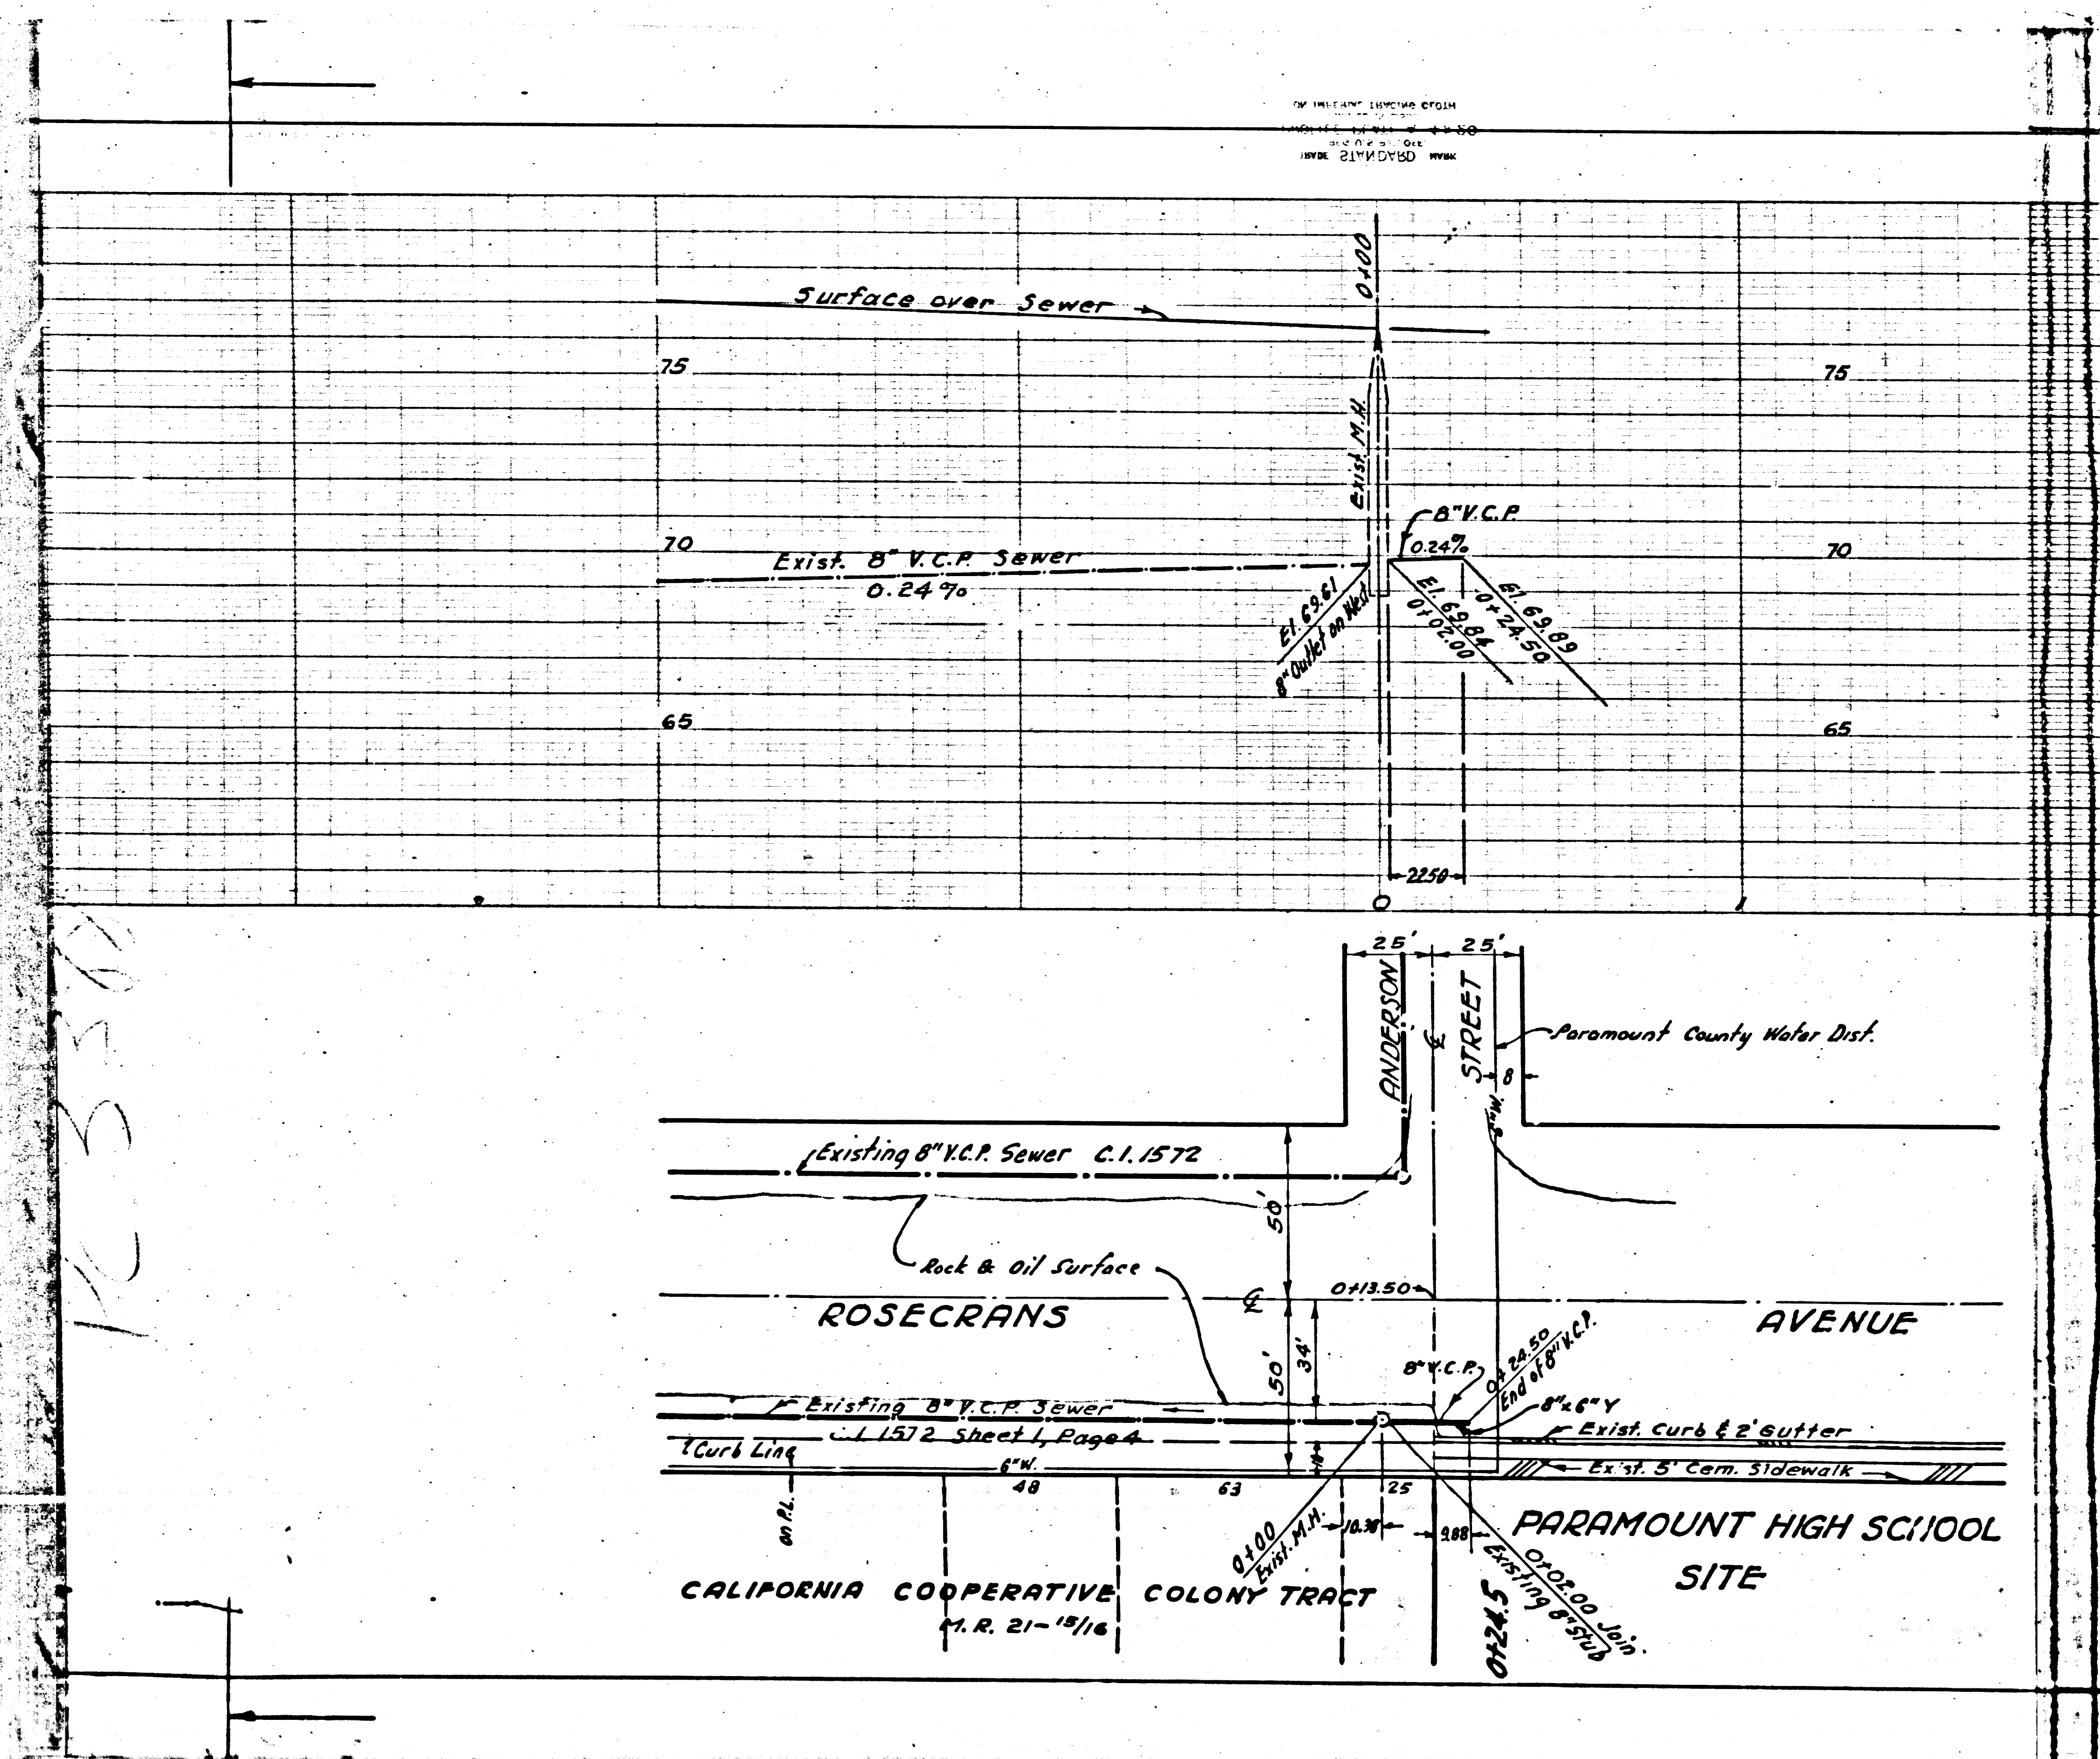 ON IMPERIAL TRACING CLOTH
TRADE STANDARD MARK
0+00
Surface over Sewer
75
75
Exist. M.H.
8" V.C.P.
0.24%
70
70
Exist. 8" V.C.P. Sewer
0.24%
El. 69.61
8" Outlet on West
El. 69.84
0+02.00
El. 69.89
0+24.50
65
65
2250
0
1
25'
25'
ANDERSON
STREET
℄
Paramount County Water Dist.
8
6"W.
Existing 8" V.C.P. Sewer C.I. 1572
50'
Rock & Oil Surface
0+13.50
℄
ROSECRANS
AVENUE
50'
34'
8" V.C.P.
0+24.50
End of 8" V.C.P.
8"x6" Y
Existing 8" V.C.P. Sewer
C.I. 1572 Sheet 1, Page 4
Exist. Curb & 2' Gutter
Curb Line
Exist. 5' Cem. Sidewalk
6"W.
48
63
25
on P.L.
0+00
Exist. M.H.
10.38
9.88
PARAMOUNT HIGH SCHOOL
SITE
0+02.00 Join
Existing 8" Stub
0+24.5
CALIFORNIA COOPERATIVE COLONY TRACT
M.R. 21-15/16